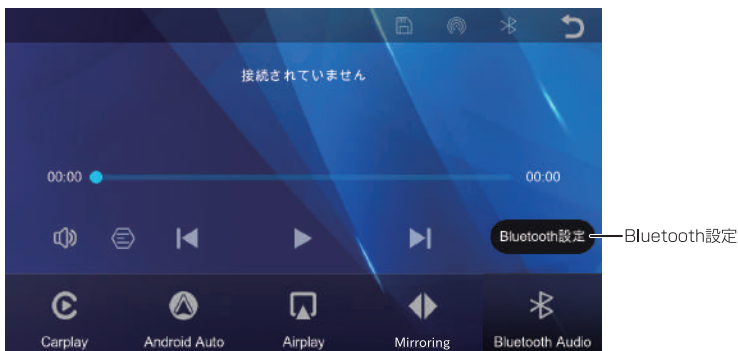 接続されていません
00:00
00:00
Bluetooth設定
Bluetooth設定
Carplay
Android Auto
Airplay
Mirroring
Bluetooth Audio